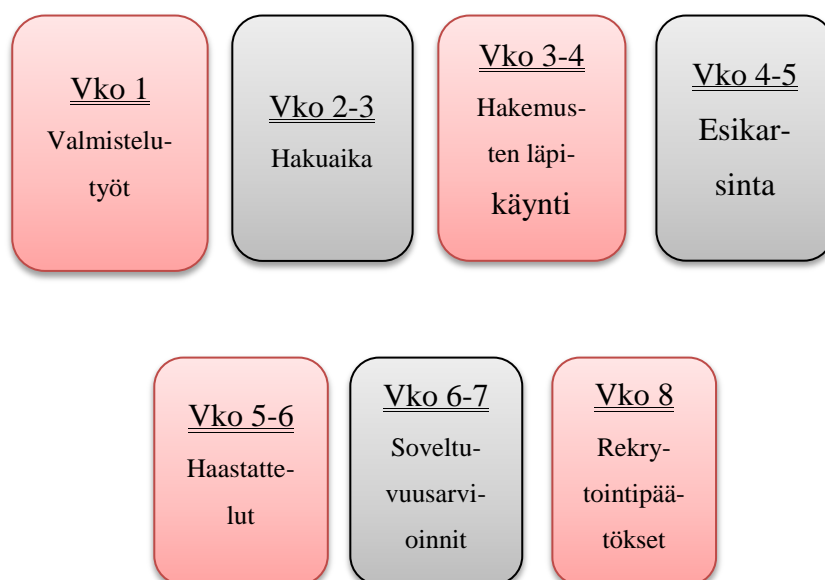 Vko 1
Valmistelu-
työt
Vko 2-3
Hakuaika
Vko 3-4
Hakemus-
ten läpi-
käynti
Vko 4-5
Esikar-
sinta
Vko 5-6
Haastatte-
lut
Vko 6-7
Soveltu-
vuusarvi-
oinnit
Vko 8
Rekry-
tointipää-
tökset